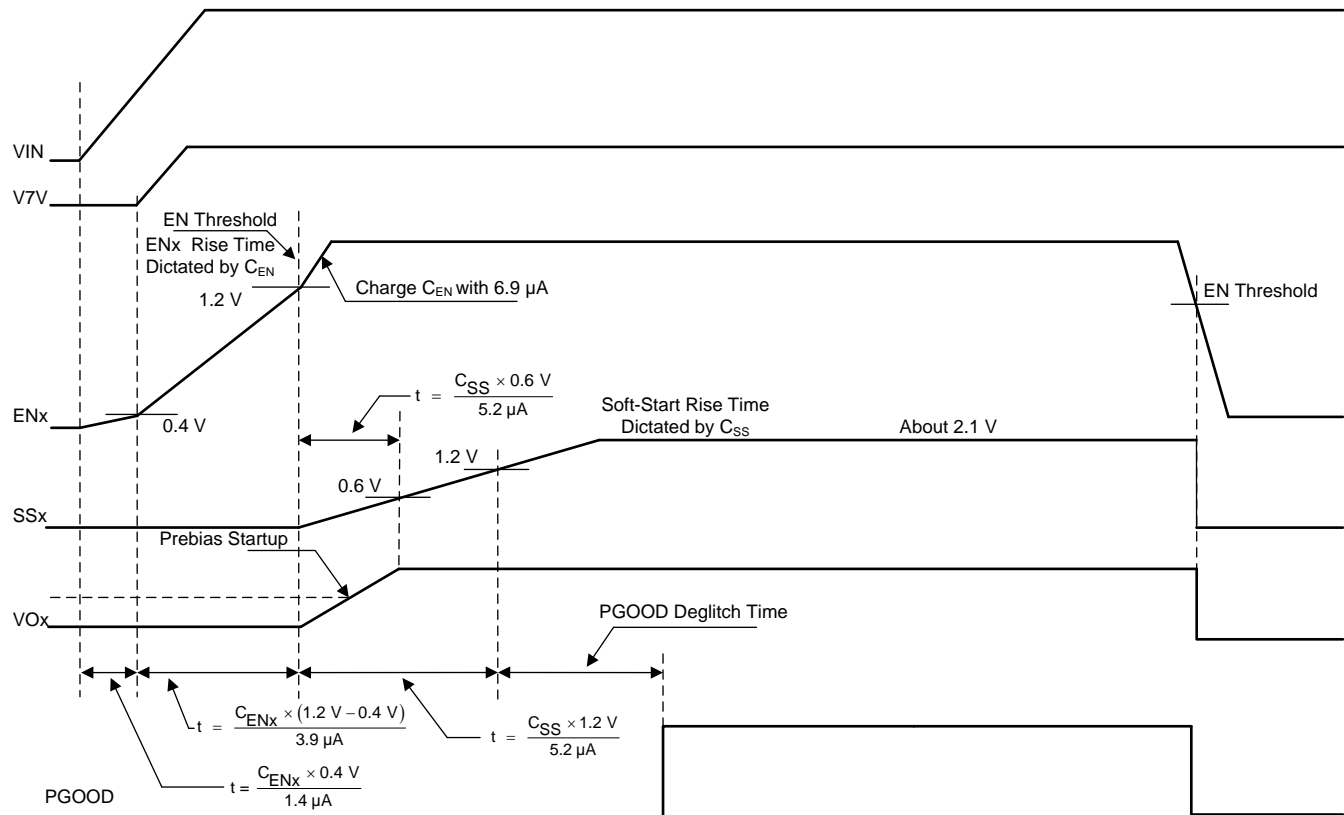 VIN
V7V
EN Threshold
ENx Rise Time
Dictated by CEN
1.2 V
Charge CEN with 6.9 µA
EN Threshold
ENx
0.4 V
t = CSS × 0.6 V
5.2 µA
Soft-Start Rise Time
Dictated by CSS
About 2.1 V
1.2 V
0.6 V
SSx
Prebias Startup
VOx
PGOOD Deglitch Time
t = CENx × (1.2 V – 0.4 V)
3.9 µA
t = CSS × 1.2 V
5.2 µA
t = CENx × 0.4 V
1.4 µA
PGOOD